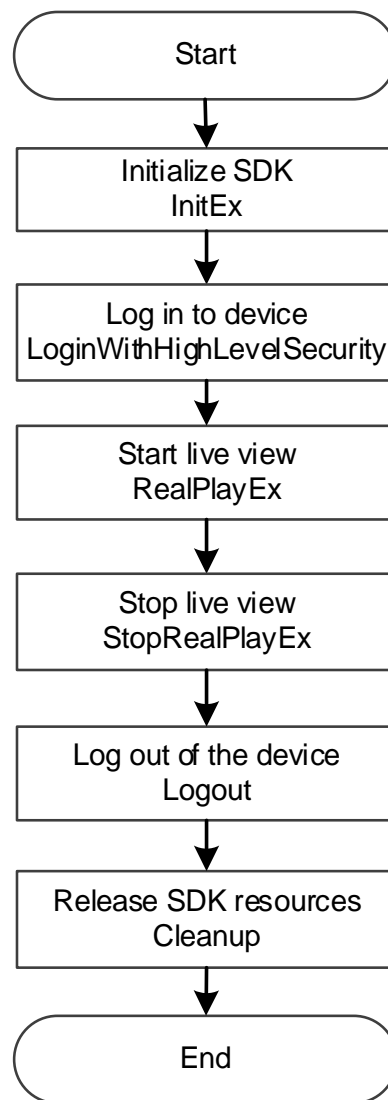 Start
Initialize SDK
InitEx
Log in to device
LoginWithHighLevelSecurity
Start live view
RealPlayEx
Stop live view
StopRealPlayEx
Log out of the device
Logout
Release SDK resources
Cleanup
End